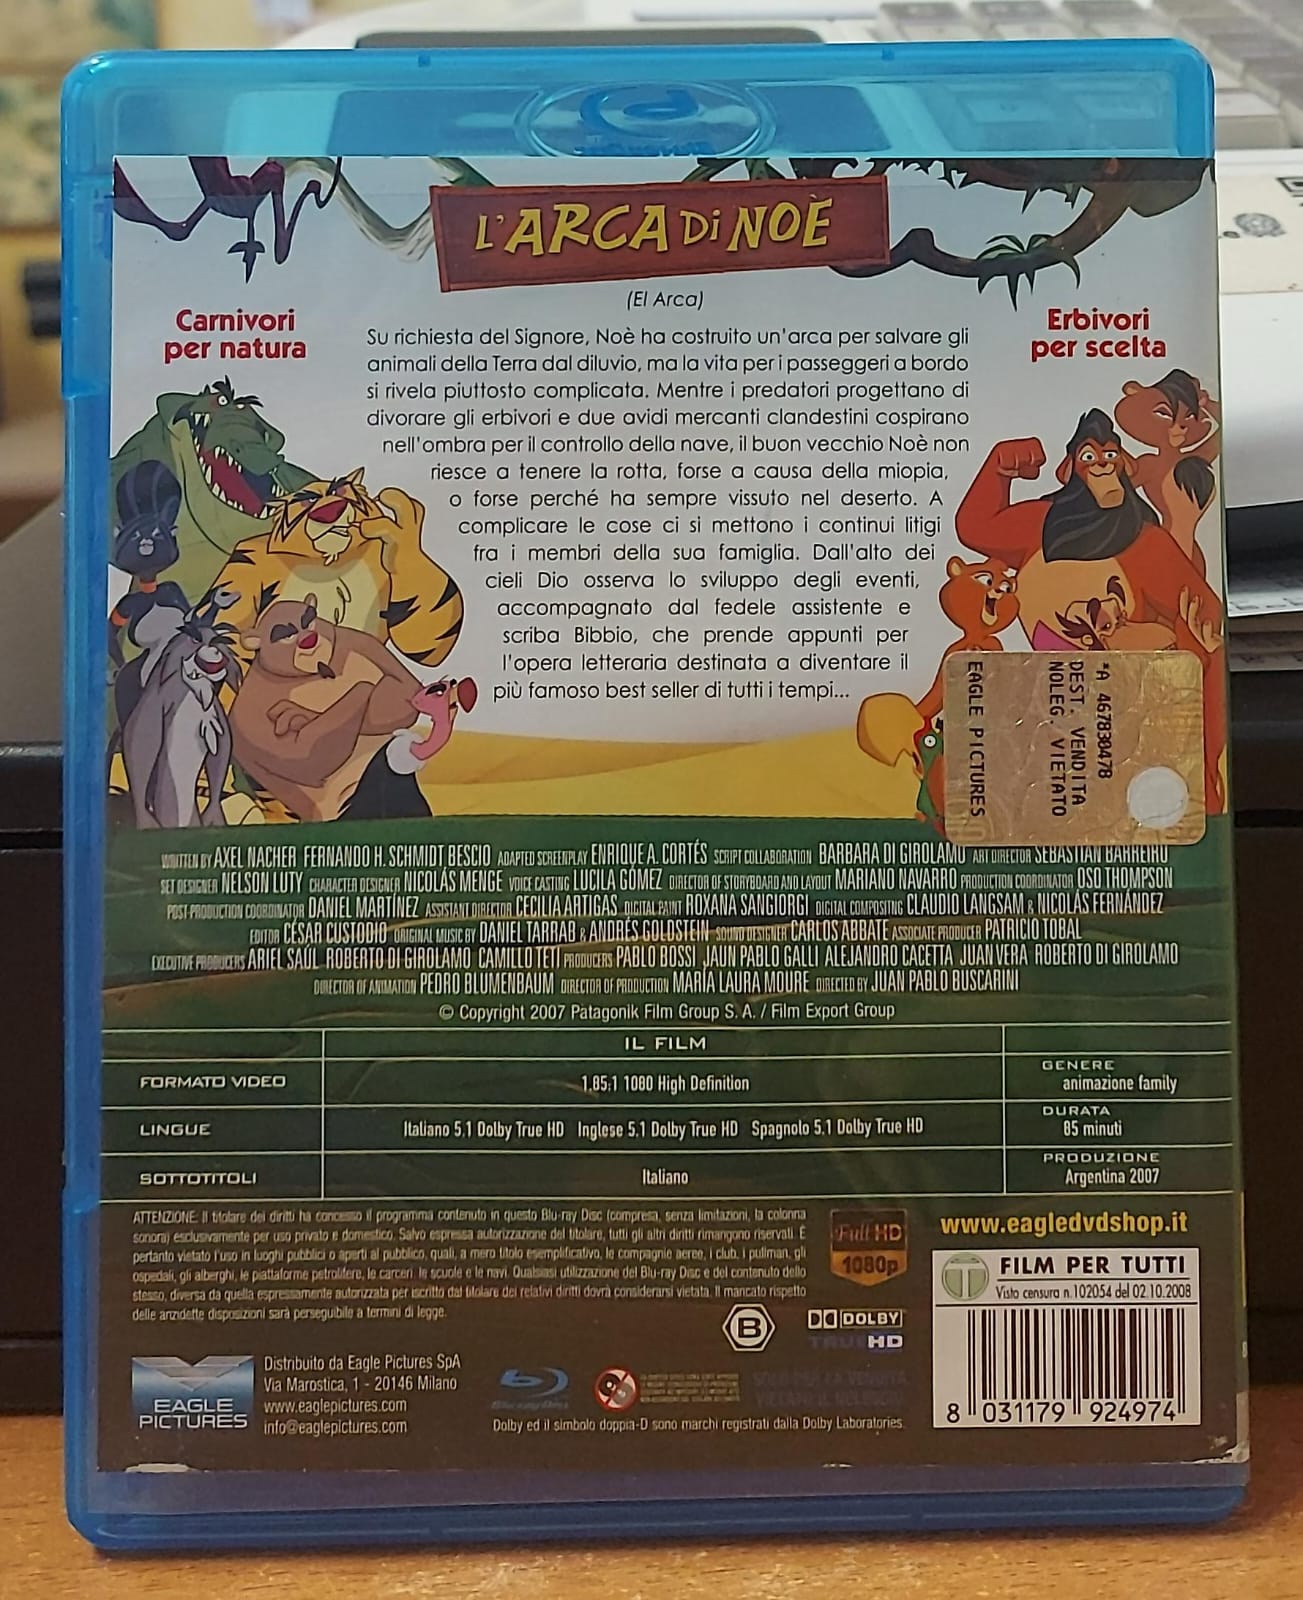 L'ARCA Di NOÈ
(El Arca)
Carnivori
per natura
Erbivori
per scelta
Su richiesta del Signore, Noè ha costruito un'arca per salvare gli
animali della Terra dal diluvio, ma la vita per i passeggeri a bordo
si rivela piuttosto complicata. Mentre i predatori progettano di
divorare gli erbivori e due avidi mercanti clandestini cospirano
nell'ombra per il controllo della nave, il buon vecchio Noè non
riesce a tenere la rotta, forse a causa della miopia,
o forse perché ha sempre vissuto nel deserto. A
complicare le cose ci si mettono i continui litigi
fra i membri della sua famiglia. Dall'alto dei
cieli Dio osserva lo sviluppo degli eventi,
accompagnato dal fedele assistente e
scriba Bibbio, che prende appunti per
l'opera letteraria destinata a diventare il
più famoso best seller di tutti i tempi...
*A 467830478
DEST. VENDITA
NOLEG. VIETATO
EAGLE PICTURES
WRITTEN BY AXEL NACHER FERNANDO H. SCHMIDT BESCIO ADAPTED SCREENPLAY ENRIQUE A. CORTÉS SCRIPT COLLABORATION BARBARA DI GIROLAMO ART DIRECTOR SEBASTIAN BARREIRO
SET DESIGNER NELSON LUTY CHARACTER DESIGNER NICOLÁS MENGE VOICE CASTING LUCILA GÓMEZ DIRECTOR OF STORYBOARD AND LAYOUT MARIANO NAVARRO PRODUCTION COORDINATOR OSO THOMPSON
POST-PRODUCTION COORDINATOR DANIEL MARTÍNEZ ASSISTANT DIRECTOR CECILIA ARTIGAS DIGITAL PAINT ROXANA SANGIORGI DIGITAL COMPOSITING CLAUDIO LANGSAM & NICOLÁS FERNÁNDEZ
EDITOR CÉSAR CUSTODIO ORIGINAL MUSIC BY DANIEL TARRAB & ANDRÉS GOLDSTEIN SOUND DESIGNER CARLOS ABBATE ASSOCIATE PRODUCER PATRICIO TOBAL
EXECUTIVE PRODUCERS ARIEL SAÚL ROBERTO DI GIROLAMO CAMILLO TETI PRODUCERS PABLO BOSSI JAUN PABLO GALLI ALEJANDRO CACETTA JUAN VERA ROBERTO DI GIROLAMO
DIRECTOR OF ANIMATION PEDRO BLUMENBAUM DIRECTOR OF PRODUCTION MARÍA LAURA MOURE DIRECTED BY JUAN PABLO BUSCARINI
© Copyright 2007 Patagonik Film Group S. A. / Film Export Group
IL FILM
FORMATO VIDEO
1.85:1 1080 High Definition
GENERE
animazione family
LINGUE
Italiano 5.1 Dolby True HD Inglese 5.1 Dolby True HD Spagnolo 5.1 Dolby True HD
DURATA
85 minuti
SOTTOTITOLI
Italiano
PRODUZIONE
Argentina 2007
ATTENZIONE: Il titolare dei diritti ha concesso il programma contenuto in questo Blu-ray Disc (compresa, senza limitazioni, la colonna
sonora) esclusivamente per uso privato e domestico. Salvo espressa autorizzazione del titolare, tutti gli altri diritti rimangono riservati. È
pertanto vietato l'uso in luoghi pubblici o aperti al pubblico, quali, a mero titolo esemplificativo, le compagnie aeree, i club, i pullman, gli
ospedali, gli alberghi, le piattaforme petrolifere, le carceri, le scuole e le navi. Qualsiasi utilizzazione del Blu-ray Disc e del contenuto dello
stesso, diversa da quella espressamente autorizzata per iscritto dal titolare dei relativi diritti dovrà considerarsi vietata. Il mancato rispetto
delle anzidette disposizioni sarà perseguibile a termini di legge.
Full HD
1080p
B
DOLBY
TRUEHD
www.eagledvdshop.it
T
FILM PER TUTTI
Visto censura n.102054 del 02.10.2008
8 031179 924974
EAGLE
PICTURES
Distribuito da Eagle Pictures SpA
Via Marostica, 1 - 20146 Milano
www.eaglepictures.com
info@eaglepictures.com
Blu-ray Disc
SOLO PER LA VENDITA
VIETATO IL NOLEGGIO
Dolby ed il simbolo doppia-D sono marchi registrati dalla Dolby Laboratories.